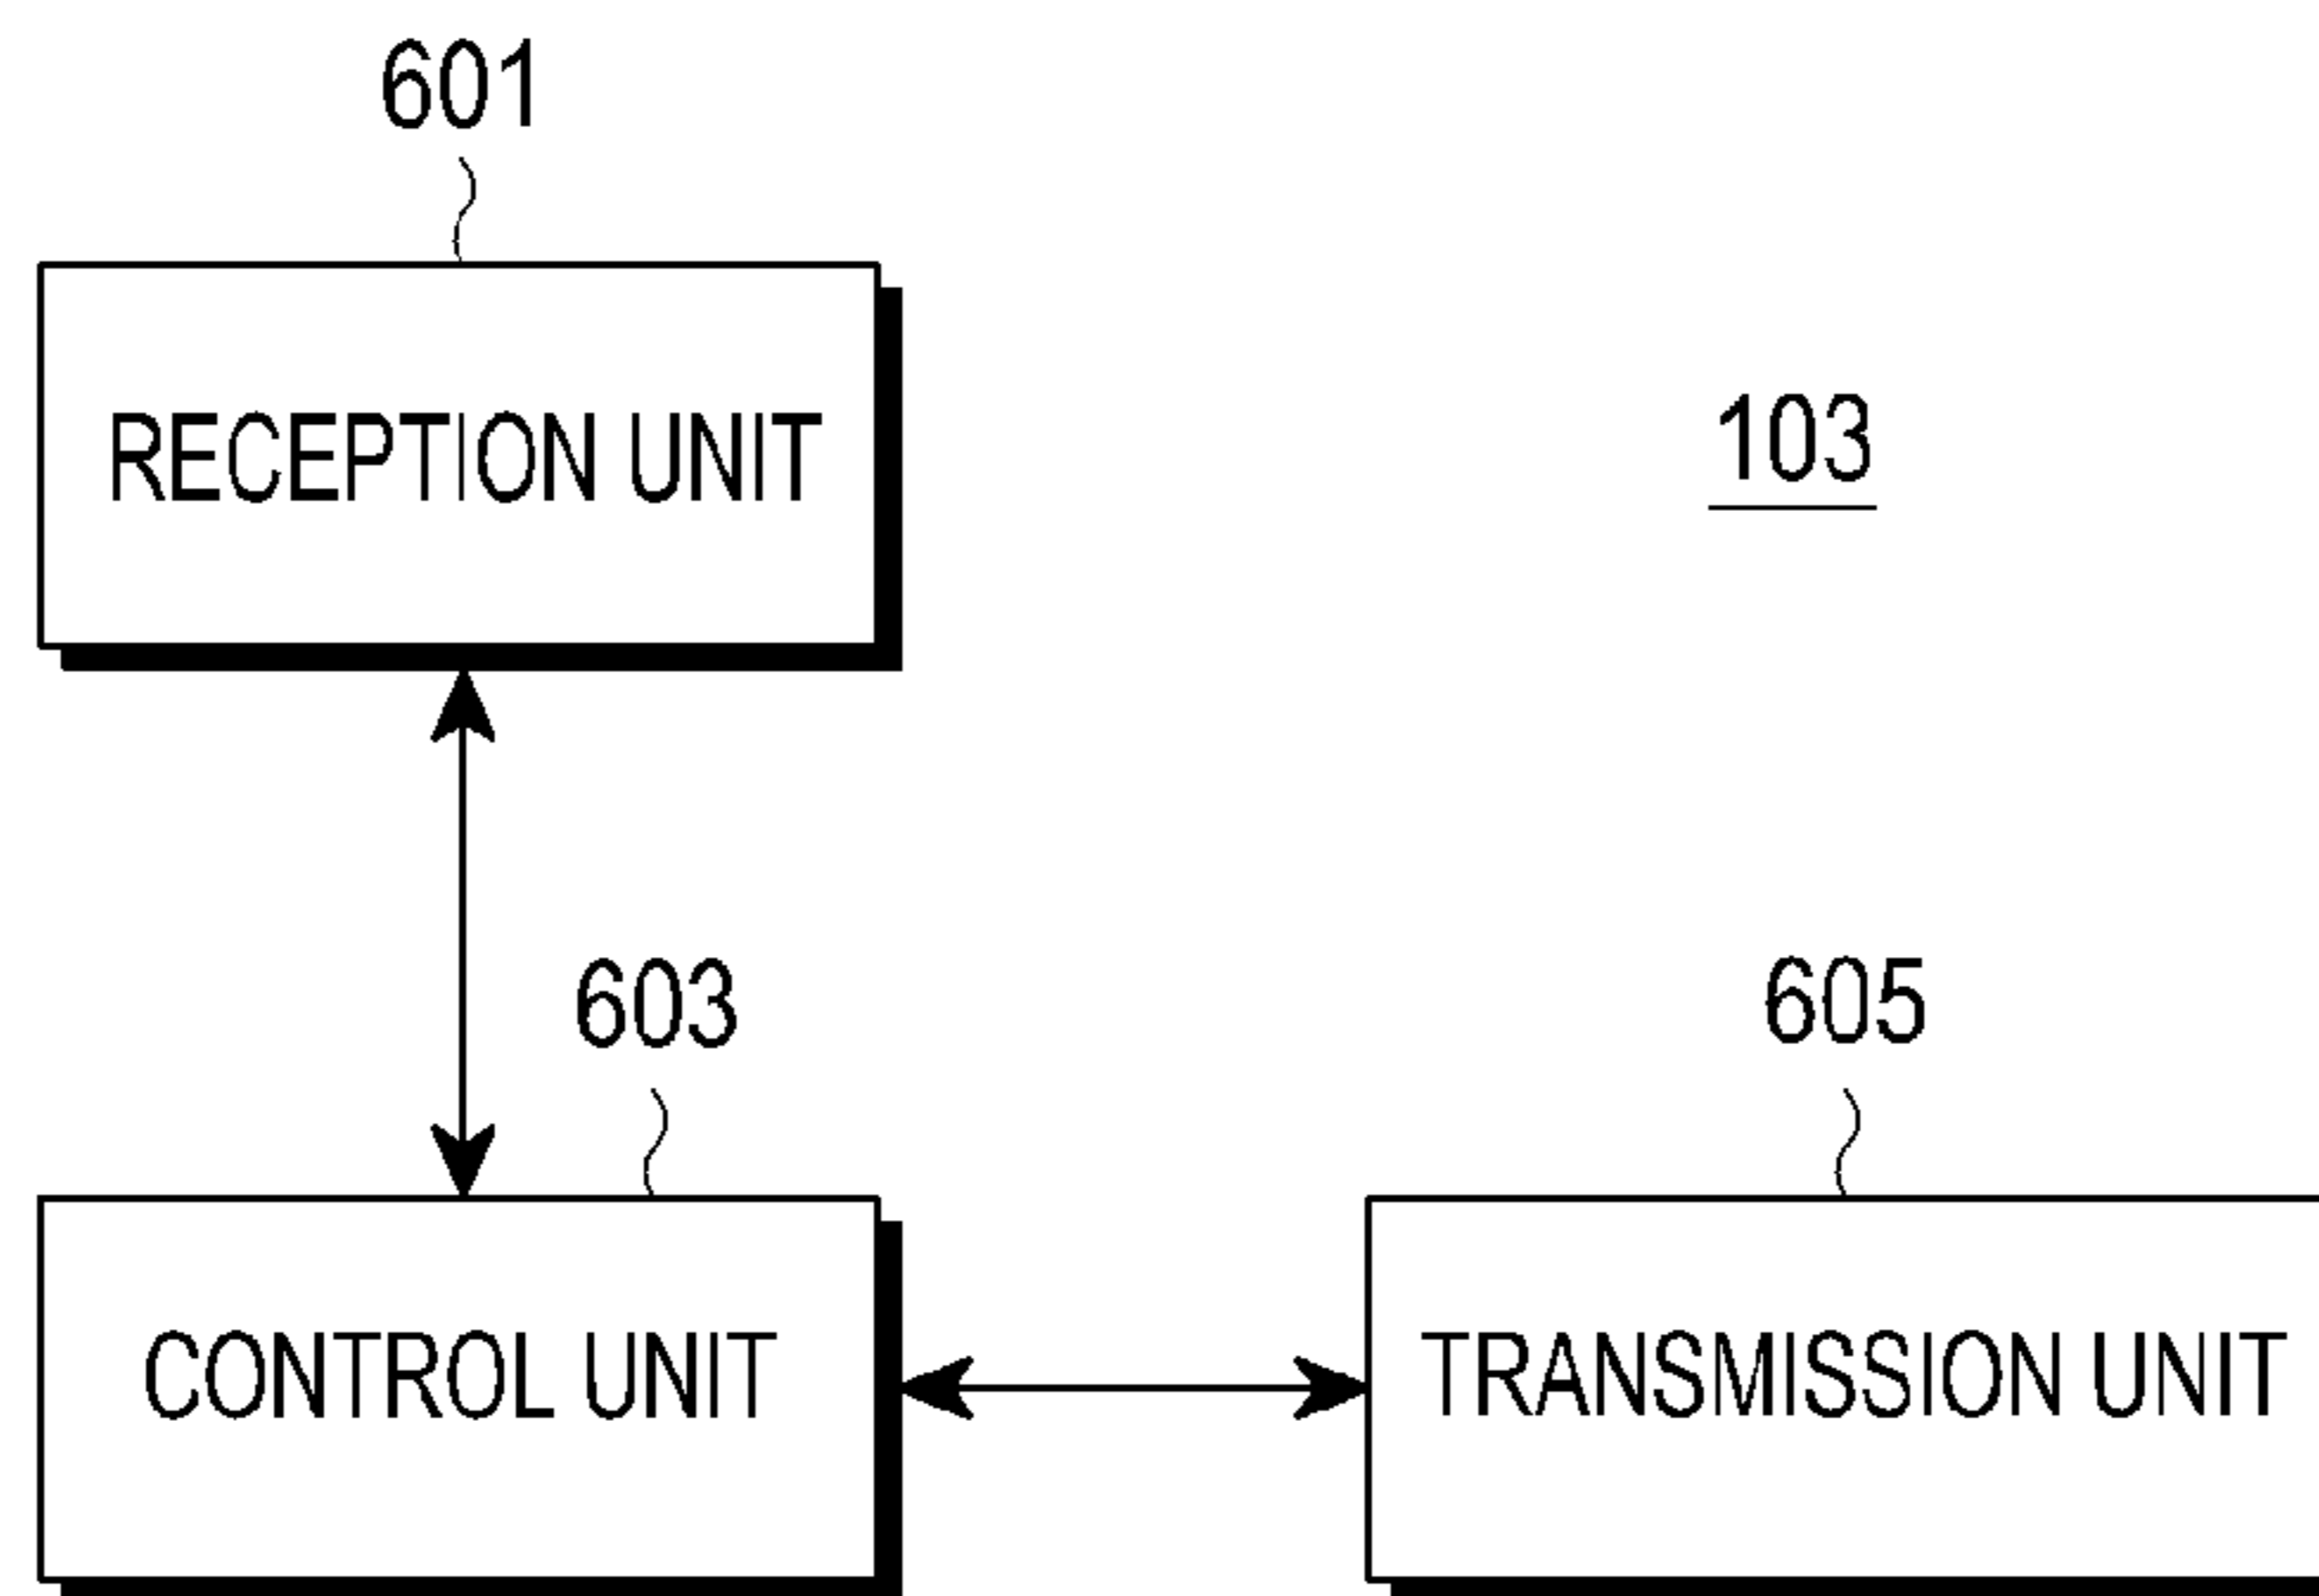 601
RECEPTION UNIT
103
603
605
CONTROL UNIT
TRANSMISSION UNIT